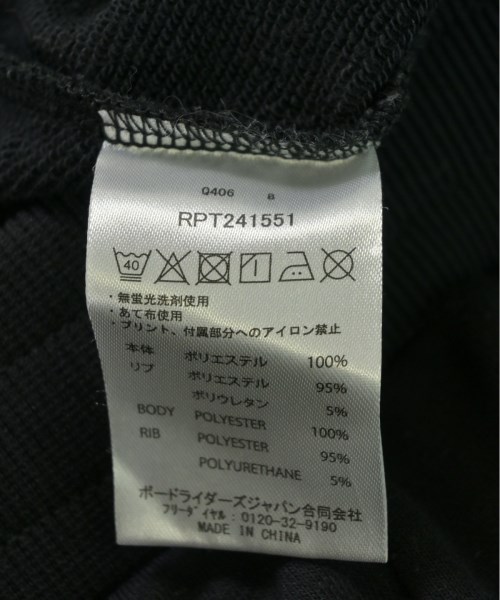 Q406 8
RPT241551
40
・無蛍光洗剤使用
・あて布使用
・プリント、付属部分へのアイロン禁止
本体 ポリエステル 100%
リブ ポリエステル 95%
ポリウレタン 5%
BODY POLYESTER 100%
RIB POLYESTER 95%
POLYURETHANE 5%
ボードライダーズジャパン合同会社
フリーダイヤル：0120-32-9190
MADE IN CHINA